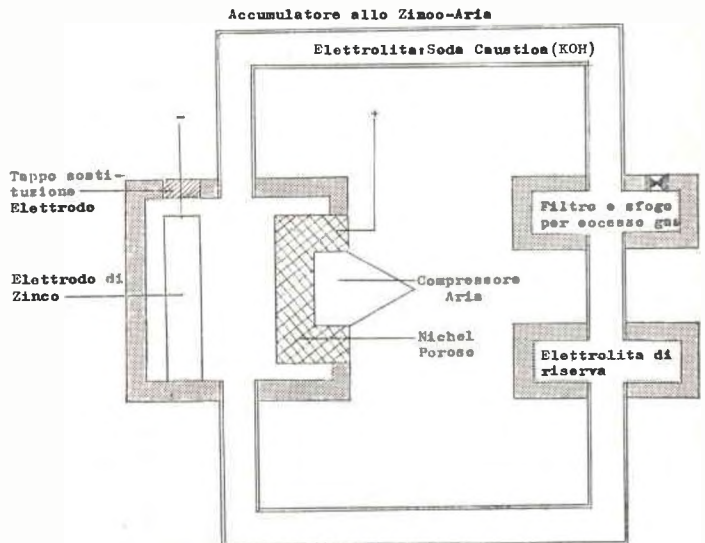 Accumulatore allo Zinco-Aria
Elettrolita:Soda Caustica(KOH)
-
+
Tappo sosti-
tuzione
Elettrodo
Filtro e sfogo
per eccesso gas
Elettrodo di
Zinco
Compressore
Aria
Nichel
Poroso
Elettrolita di
riserva